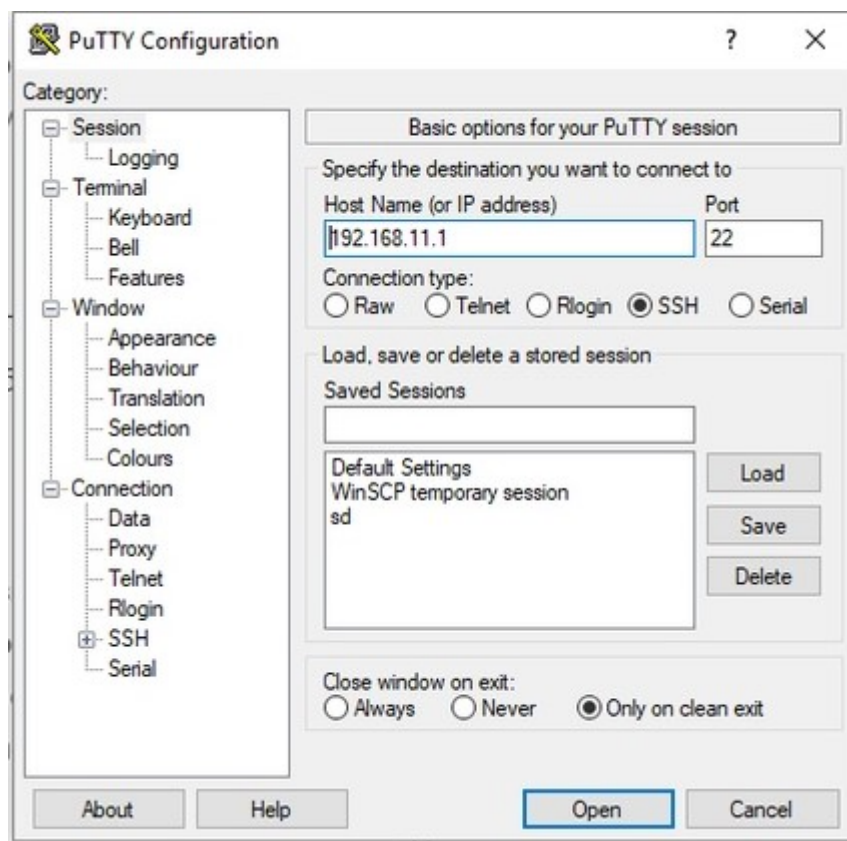 PuTTY Configuration
?
Category:
Session
Logging
Terminal
Keyboard
Bell
Features
Window
Appearance
Behaviour
Translation
Selection
Colours
Connection
Data
Proxy
Telnet
Rlogin
SSH
Serial
Basic options for your PuTTY session
Specify the destination you want to connect to
Host Name (or IP address) Port
192.168.11.1 22
Connection type:
Raw Telnet Rlogin SSH Serial
Load, save or delete a stored session
Saved Sessions
Default Settings
WinSCP temporary session
sd
Load
Save
Delete
Close window on exit:
Always Never Only on clean exit
About Help Open Cancel